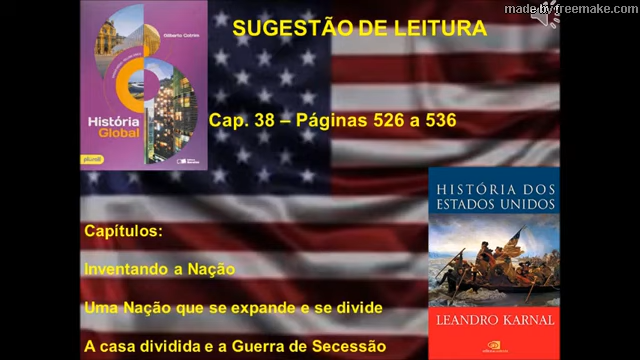 made by freemake.com
SUGESTÃO DE LEITURA
Gilberto Cotrim
História
Global
plural
Cap. 38 – Páginas 526 a 536
HISTÓRIA DOS
ESTADOS UNIDOS
LEANDRO KARNAL
Capítulos:
Inventando a Nação
Uma Nação que se expande e se divide
A casa dividida e a Guerra de Secessão